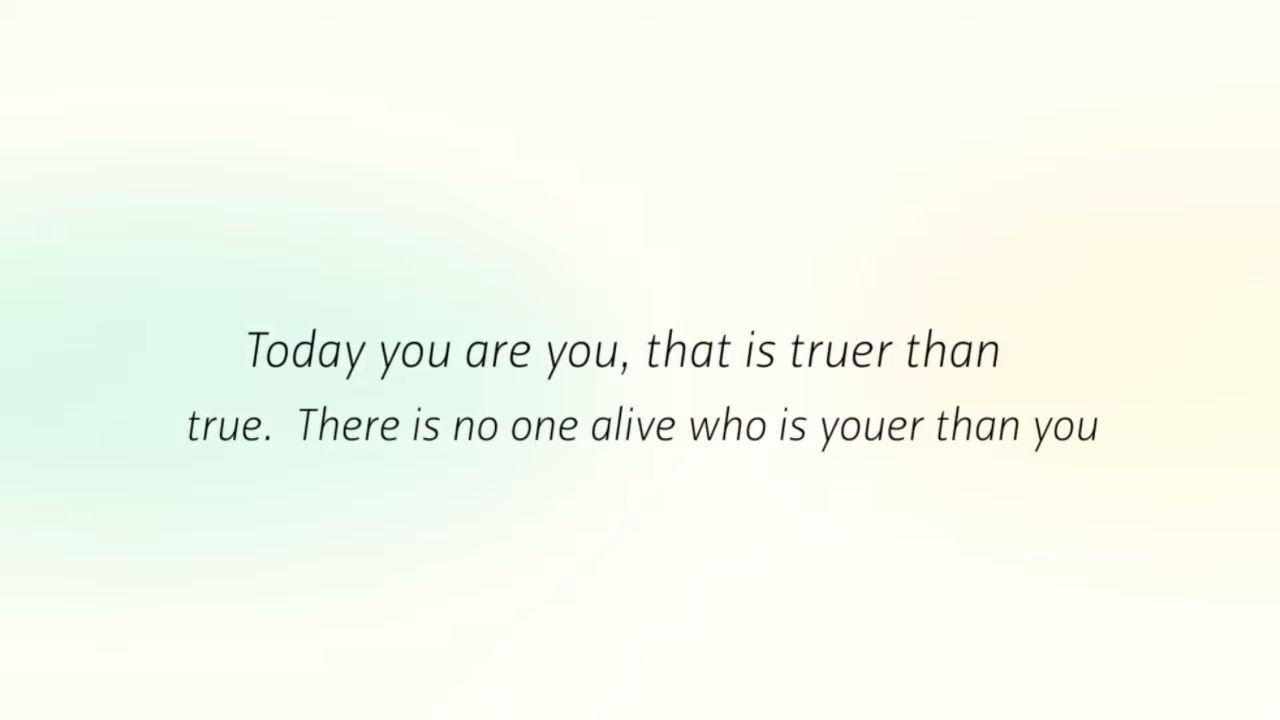 Today you are you, that is truer than
true.  There is no one alive who is youer than you